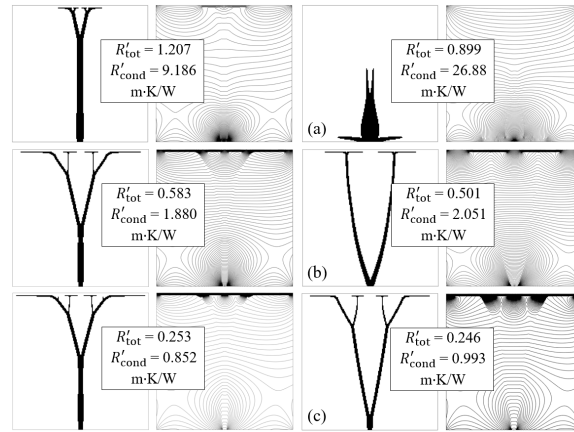 R′tot = 1.207
R′cond = 9.186
m·K/W
R′tot = 0.899
R′cond = 26.88
m·K/W
(a)
R′tot = 0.583
R′cond = 1.880
m·K/W
R′tot = 0.501
R′cond = 2.051
m·K/W
(b)
R′tot = 0.253
R′cond = 0.852
m·K/W
R′tot = 0.246
R′cond = 0.993
m·K/W
(c)